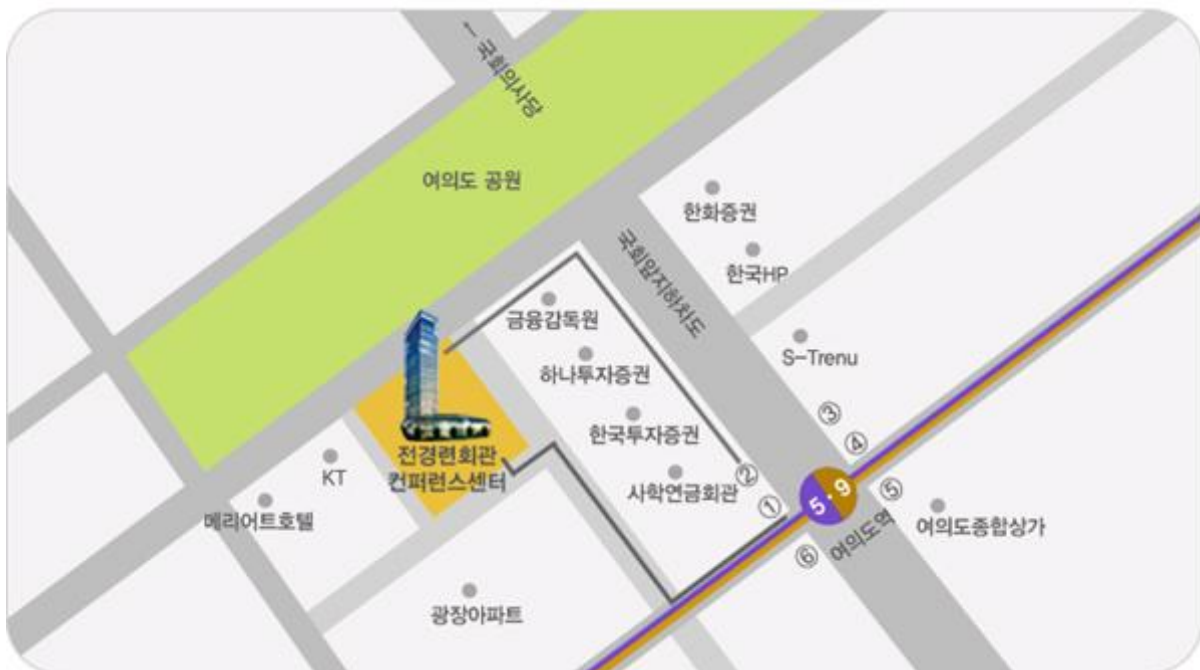 ← 국회의사당
여의도 공원
한화증권
한국HP
국회앞지하차도
금융감독원
S-Trenu
하나투자증권
③
한국투자증권
④
전경련회관
컨퍼런스센터
KT
사학연금회관
②
①
5·9
⑤
메리어트호텔
여의도역
여의도종합상가
⑥
광장아파트